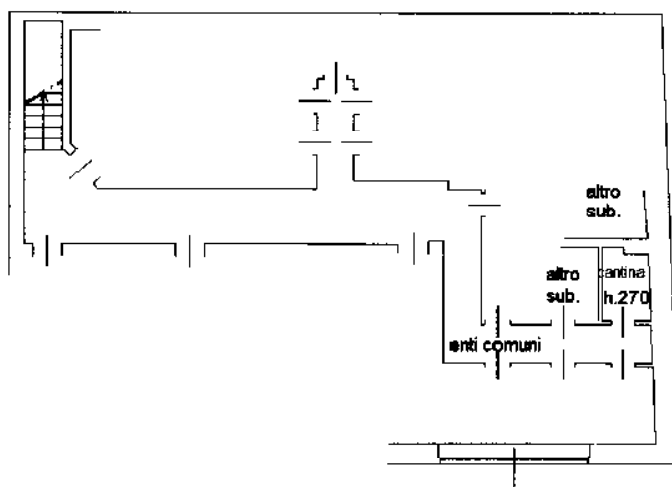 altro
sub.
altro
sub.
cantina
h.270
enti comuni